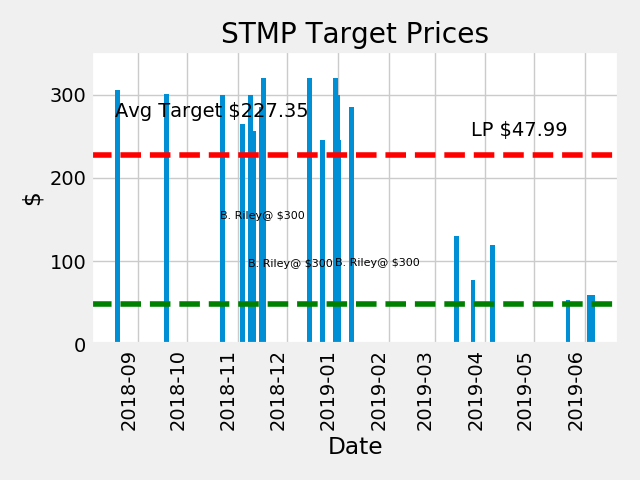 STMP Target Prices
300
Avg Target $227.35
LP $47.99
200
B. Riley@ $300
B. Riley@ $300
B. Riley@ $300
100
0
$
2018-09
2018-10
2018-11
2018-12
2019-01
2019-02
2019-03
2019-04
2019-05
2019-06
Date